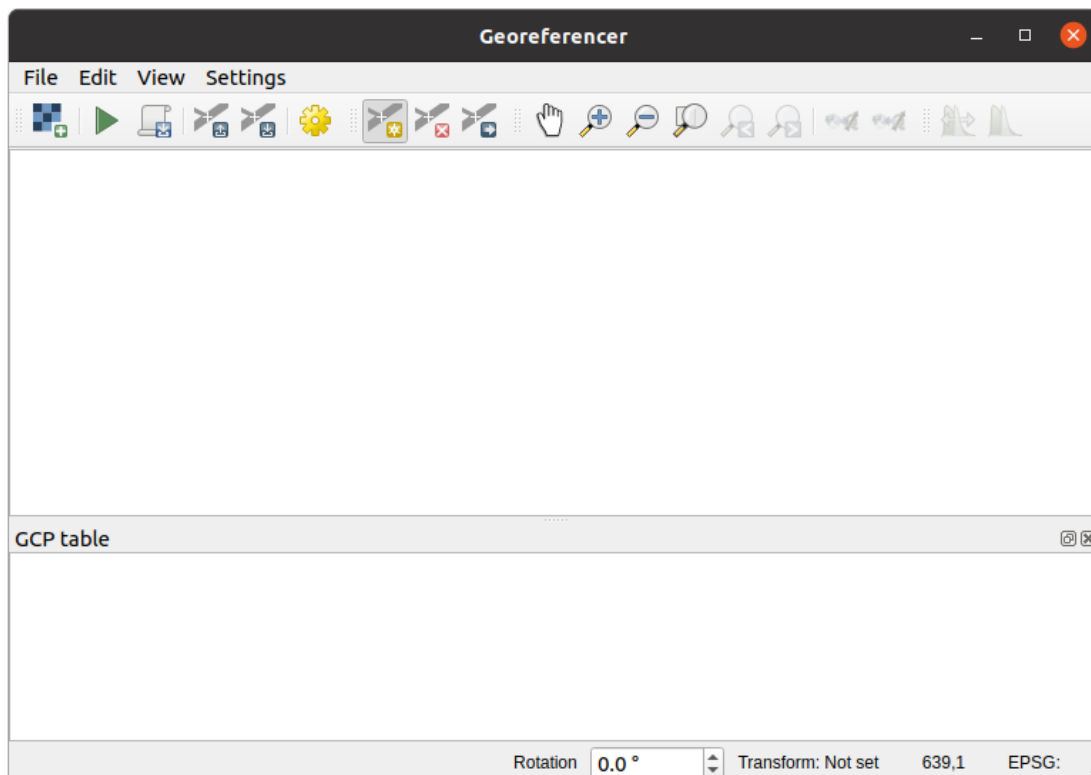 Georeferencer
File Edit View Settings
GCP table
Rotation 0.0 ° Transform: Not set 639,1 EPSG: